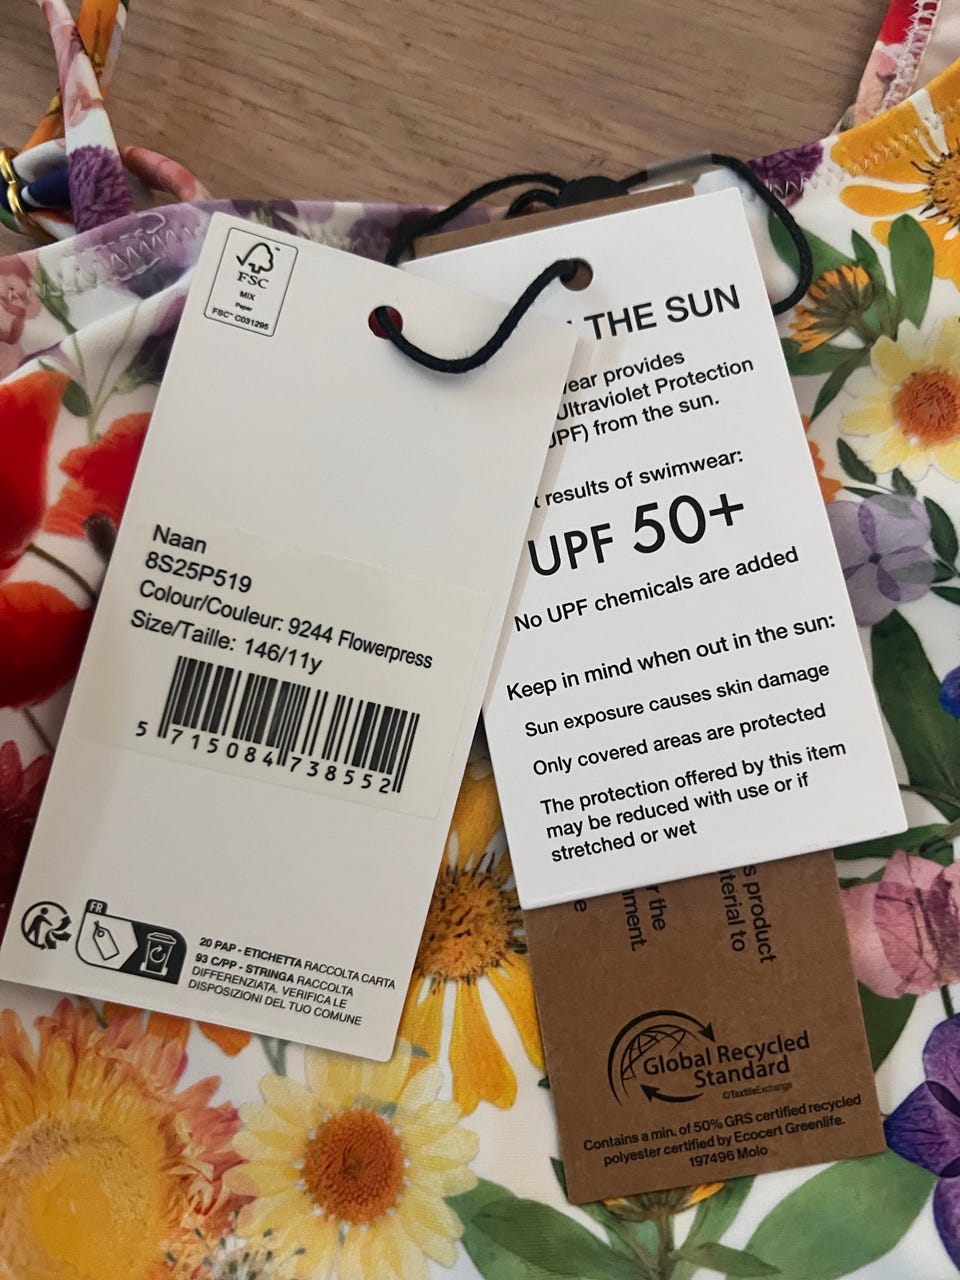 FSC
MIX
Paper
FSC™ C031295
Naan
8S25P519
Colour/Couleur: 9244 Flowerpress
Size/Taille: 146/11y
5 715084 738552
FR
20 PAP - ETICHETTA RACCOLTA CARTA
93 C/PP - STRINGA RACCOLTA
DIFFERENZIATA. VERIFICA LE
DISPOSIZIONI DEL TUO COMUNE
THE SUN
ear provides
Ultraviolet Protection
UPF) from the sun.
t results of swimwear:
UPF 50+
No UPF chemicals are added
Keep in mind when out in the sun:
Sun exposure causes skin damage
Only covered areas are protected
The protection offered by this item
may be reduced with use or if
stretched or wet
s product
terial to
r the
nment
e
Global Recycled
Standard
©TextileExchange
Contains a min. of 50% GRS certified recycled
polyester certified by Ecocert Greenlife.
197496 Molo